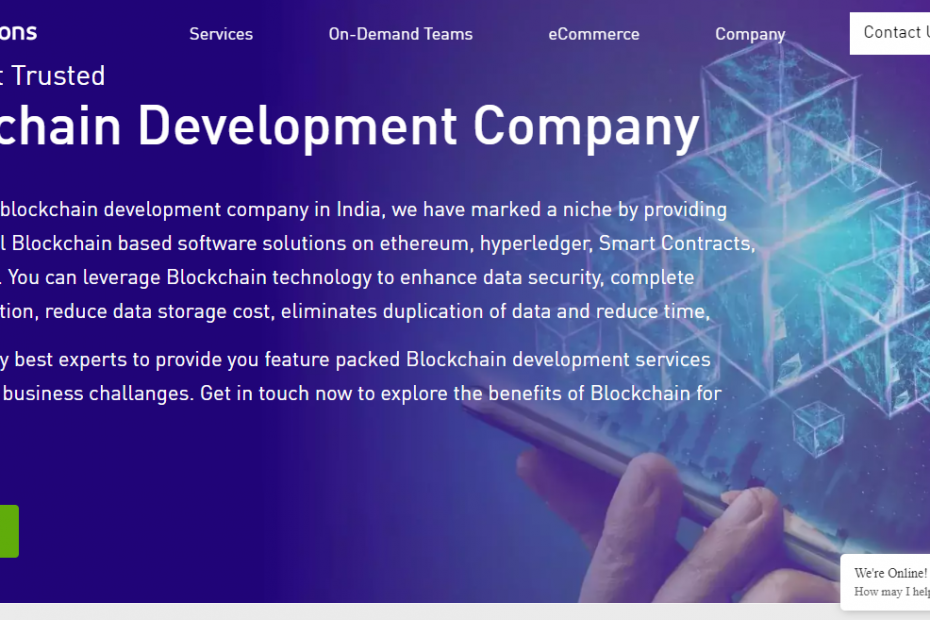 ons
Services
On-Demand Teams
eCommerce
Company
Contact
Trusted
chain Development Company
blockchain development company in India, we have marked a niche by providing
l Blockchain based software solutions on ethereum, hyperledger, Smart Contracts,
. You can leverage Blockchain technology to enhance data security, complete
tion, reduce data storage cost, eliminates duplication of data and reduce time,
y best experts to provide you feature packed Blockchain development services
business challanges. Get in touch now to explore the benefits of Blockchain for
We're Online!
How may I help